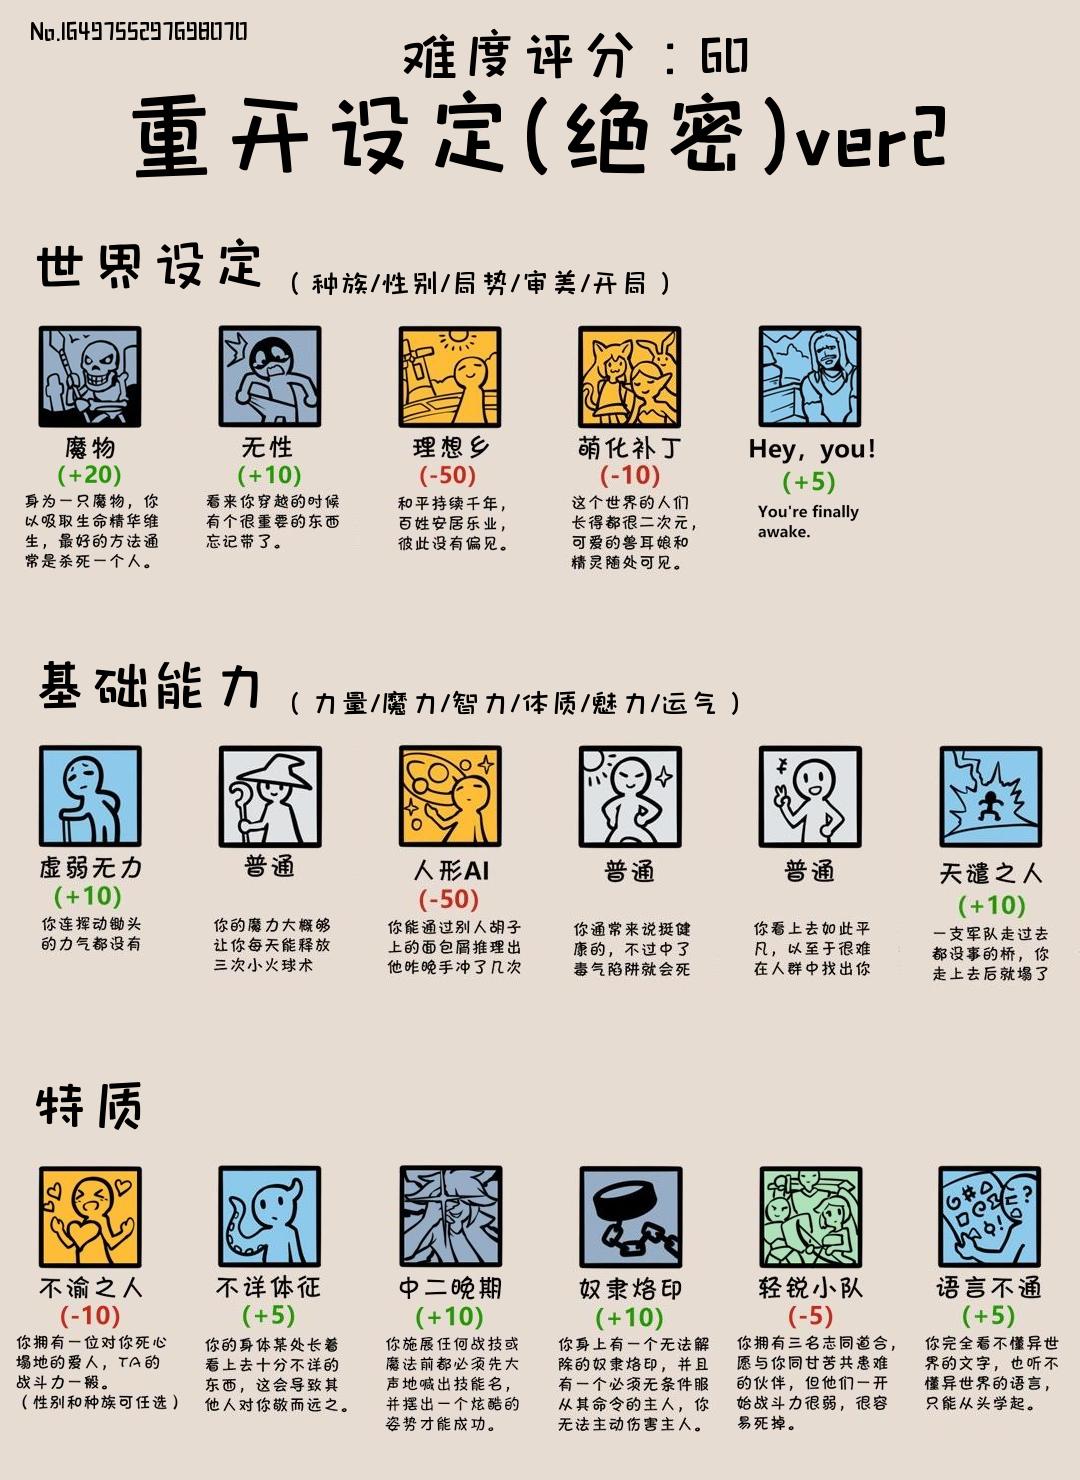 No.1649755297698070
难度评分：60
重开设定(绝密)ver2
世界设定
（种族/性别/局势/审美/开局）
魔物
(+20)
身为一只魔物，你
以吸取生命精华维
生，最好的方法通
常是杀死一个人。
无性
(+10)
看来你穿越的时候
有个很重要的东西
忘记带了。
理想乡
(-50)
和平持续千年，
百姓安居乐业，
彼此没有偏见。
萌化补丁
(-10)
这个世界的人们
长得都很二次元，
可爱的兽耳娘和
精灵随处可见。
Hey, you!
(+5)
You're finally
awake.
基础能力
（力量/魔力/智力/体质/魅力/运气）
虚弱无力
(+10)
你连挥动锄头
的力气都没有
普通
你的魔力大概够
让你每天能释放
三次小火球术
人形AI
(-50)
你能通过别人胡子
上的面包屑推理出
他昨晚手冲了几次
普通
你通常来说挺健
康的，不过中了
毒气陷阱就会死
普通
你看上去如此平
凡，以至于很难
在人群中找出你
天谴之人
(+10)
一支军队走过去
都没事的桥，你
走上去后就塌了
特质
不渝之人
(-10)
你拥有一位对你死心
塌地的爱人，TA的
战斗力一般。
（性别和种族可任选）
不详体征
(+5)
你的身体某处长着
看上去十分不详的
东西，这会导致其
他人对你敬而远之。
中二晚期
(+10)
你施展任何战技或
魔法前都必须先大
声地喊出技能名，
并摆出一个炫酷的
姿势才能成功。
奴隶烙印
(+10)
你身上有一个无法解
除的奴隶烙印，并且
有一个必须无条件服
从其命令的主人，你
无法主动伤害主人。
轻锐小队
(-5)
你拥有三名志同道合，
愿与你同甘苦共患难
的伙伴，但他们一开
始战斗力很弱，很容
易死掉。
语言不通
(+5)
你完全看不懂异世
界的文字，也听不
懂异世界的语言，
只能从头学起。